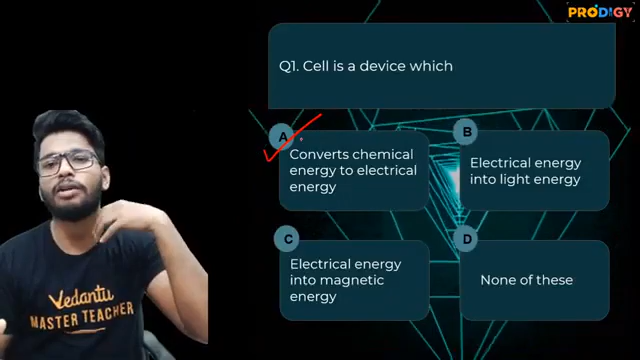 PRODIGY
Q1. Cell is a device which
A
Converts chemical
energy to electrical
energy
B
Electrical energy
into light energy
C
Electrical energy
into magnetic
energy
D
None of these
Vedantu
MASTER TEACHER